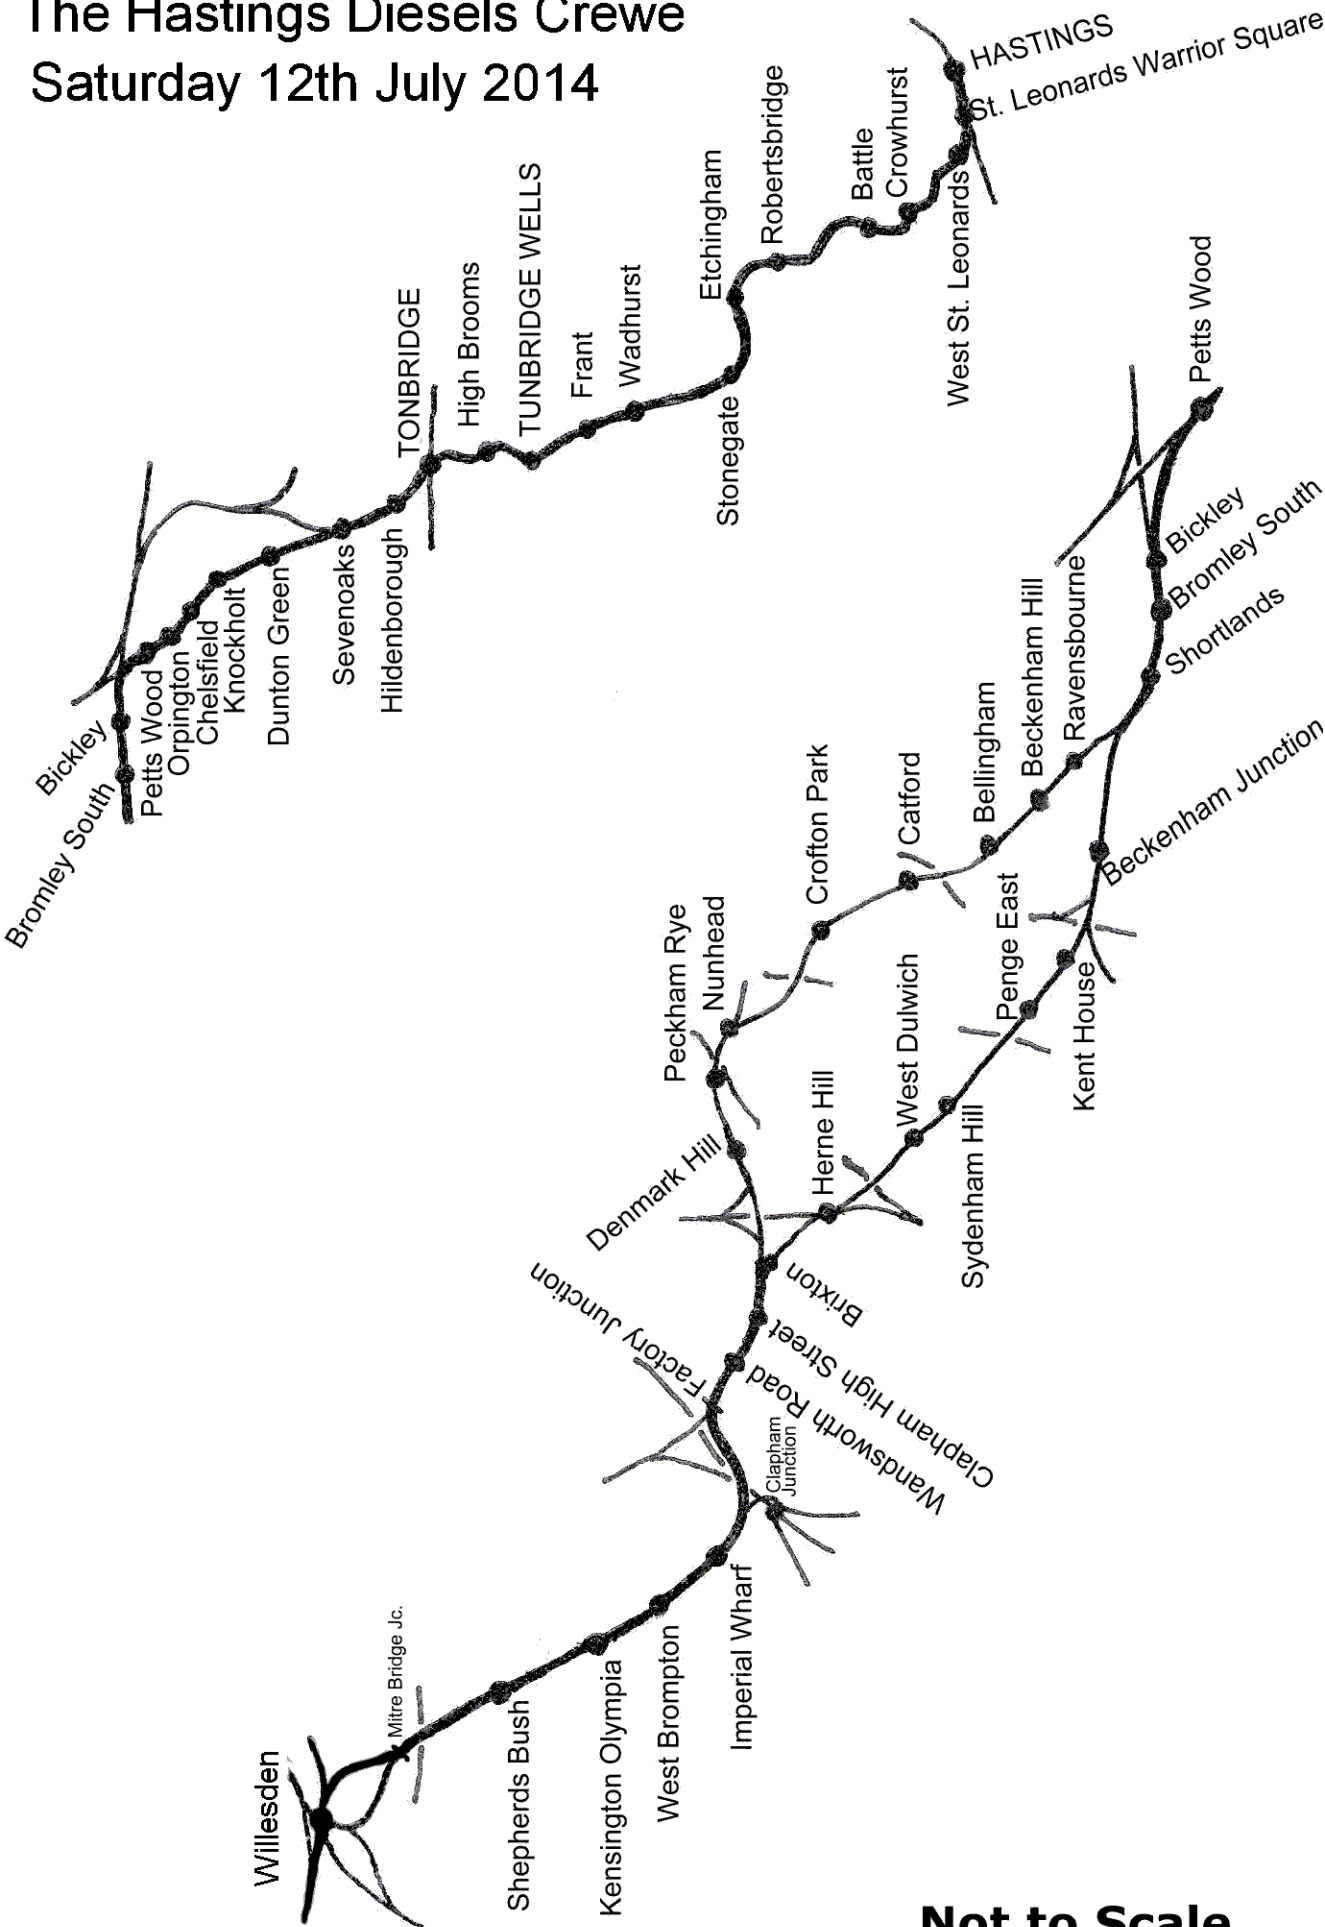 The Hastings Diesels Crewe
Saturday 12th July 2014
HASTINGS
St. Leonards Warrior Square
West St. Leonards
Crowhurst
Battle
Robertsbridge
Etchingham
Stonegate
Wadhurst
Frant
TUNBRIDGE WELLS
High Brooms
TONBRIDGE
Hildenborough
Sevenoaks
Dunton Green
Knockholt
Chelsfield
Orpington
Petts Wood
Bickley
Bromley South
Petts Wood
Bickley
Bromley South
Shortlands
Ravensbourne
Beckenham Hill
Bellingham
Catford
Crofton Park
Nunhead
Peckham Rye
Denmark Hill
Beckenham Junction
Kent House
Penge East
Sydenham Hill
West Dulwich
Herne Hill
Brixton
Clapham High Street
Wandsworth Road
Factory Junction
Clapham
Junction
Imperial Wharf
West Brompton
Kensington Olympia
Shepherds Bush
Mitre Bridge Jc.
Willesden
Not to Scale